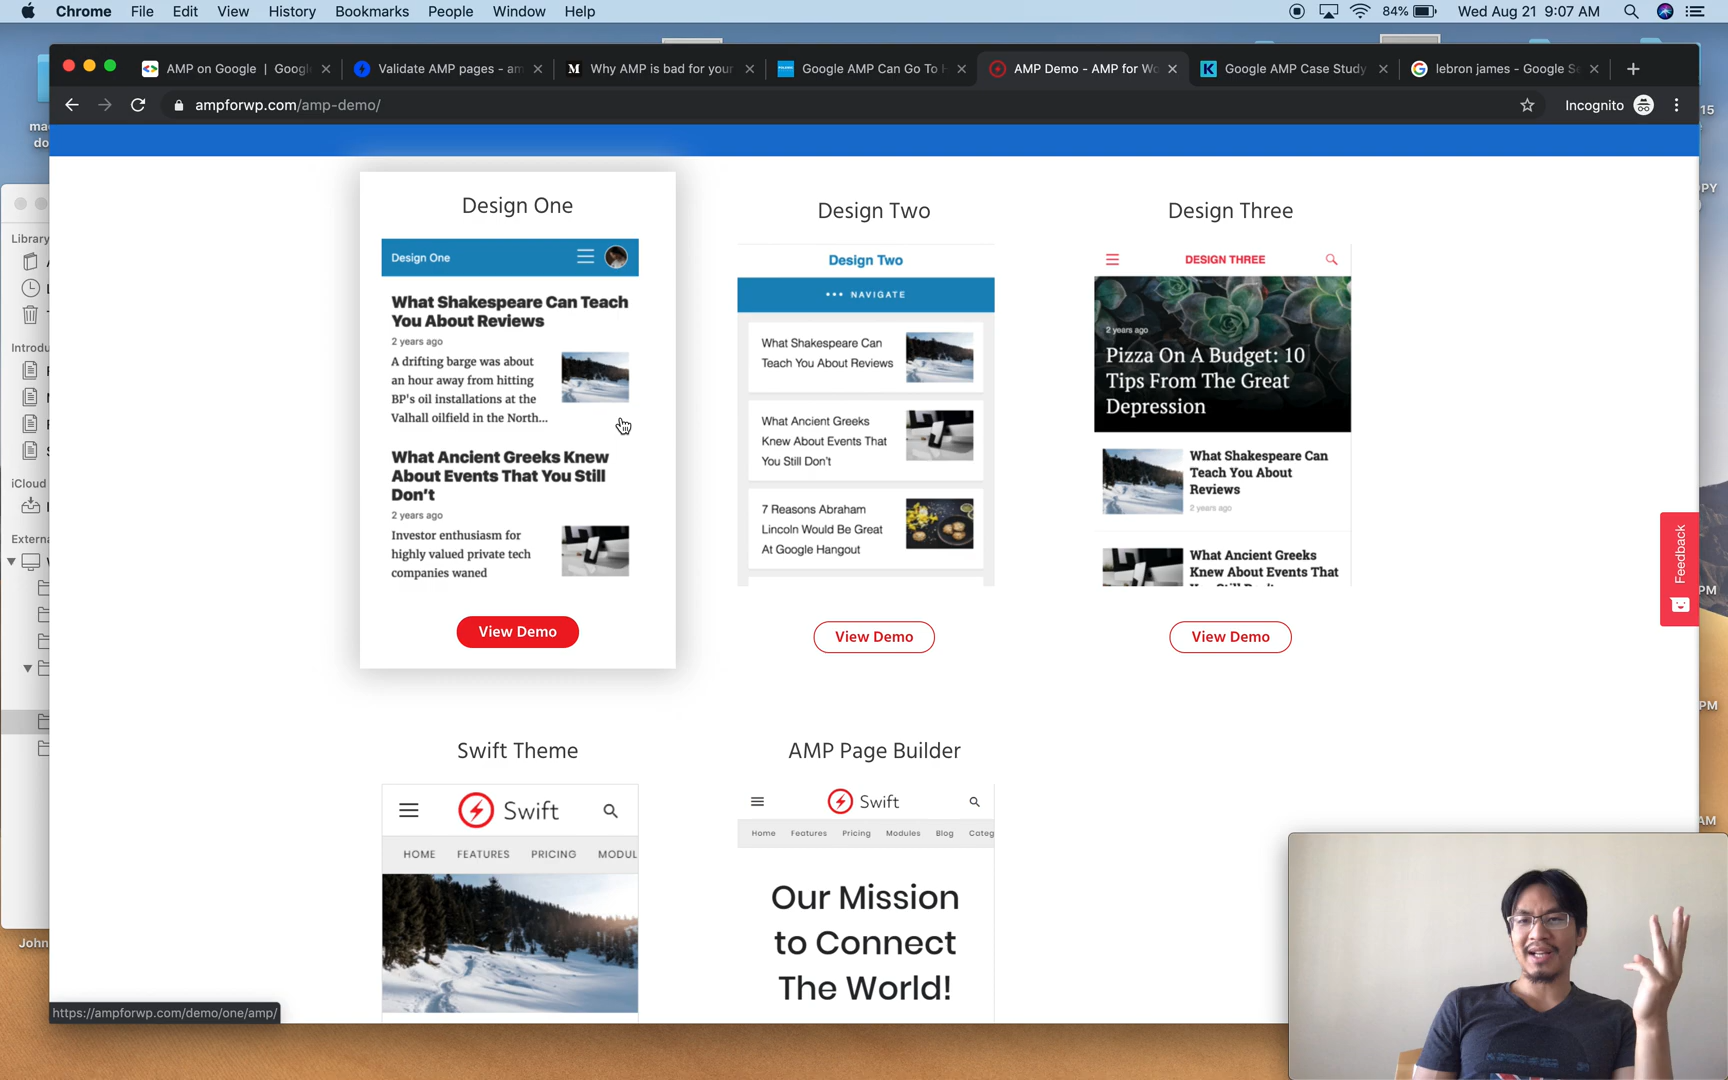 Chrome File Edit View History Bookmarks People Window Help 84% Wed Aug 21 9:07 AM
AMP on Google | Googl
Validate AMP pages - am
M Why AMP is bad for your
Google AMP Can Go To H
AMP Demo - AMP for Wo
K Google AMP Case Study
G lebron james - Google Se
ampforwp.com/amp-demo/
Incognito
Design One
Design One
What Shakespeare Can Teach
You About Reviews
2 years ago
A drifting barge was about
an hour away from hitting
BP's oil installations at the
Valhall oilfield in the North...
What Ancient Greeks Knew
About Events That You Still
Don't
2 years ago
Investor enthusiasm for
highly valued private tech
companies waned
View Demo
Design Two
Design Two
NAVIGATE
What Shakespeare Can
Teach You About Reviews
What Ancient Greeks
Knew About Events That
You Still Don't
7 Reasons Abraham
Lincoln Would Be Great
At Google Hangout
View Demo
Design Three
DESIGN THREE
2 years ago
Pizza On A Budget: 10
Tips From The Great
Depression
What Shakespeare Can
Teach You About
Reviews
2 years ago
What Ancient Greeks
Knew About Events That
View Demo
Feedback
Swift Theme
Swift
HOME FEATURES PRICING MODUL
AMP Page Builder
Swift
Home Features Pricing Modules Blog Categ
Our Mission
to Connect
The World!
https://ampforwp.com/demo/one/amp/
Library
Introdu
iCloud
Externa
John
15
OPY
PM
PM
AM